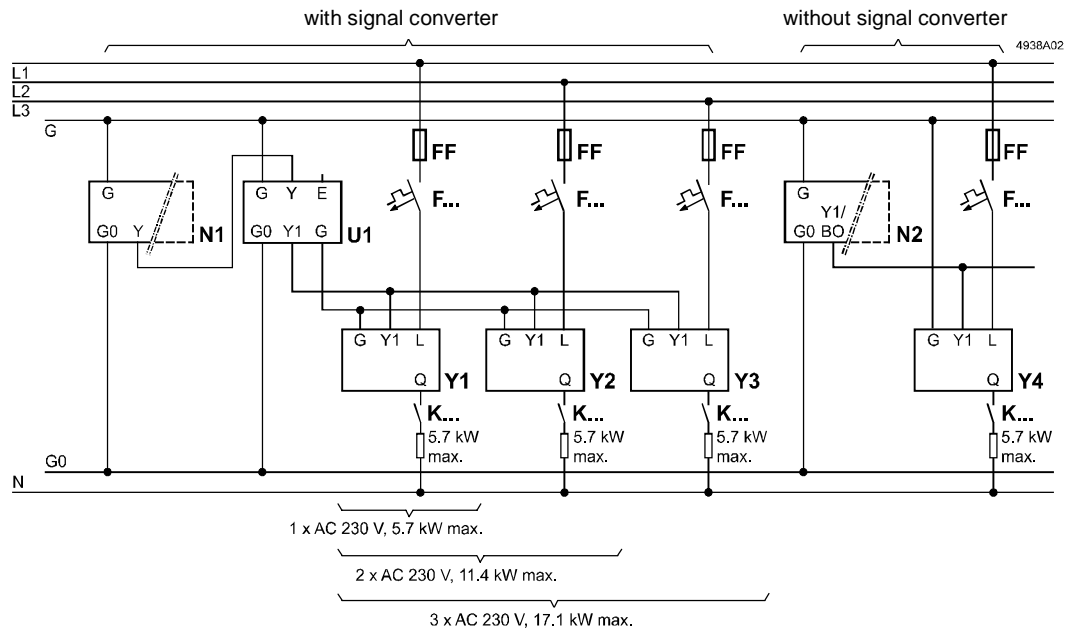 with signal converter without signal converter
4938A02
L1
L2
L3
G
FF FF FF FF
G G Y E G
F... F... F... F...
G0 Y N1 G0 Y1 G U1 Y1/
G0 BO N2
G Y1 L G Y1 L G Y1 L G Y1 L
Q Y1 Q Y2 Q Y3 Q Y4
K... K... K... K...
5.7 kW 5.7 kW 5.7 kW 5.7 kW
max. max. max. max.
G0
N
1 x AC 230 V, 5.7 kW max.
2 x AC 230 V, 11.4 kW max.
3 x AC 230 V, 17.1 kW max.